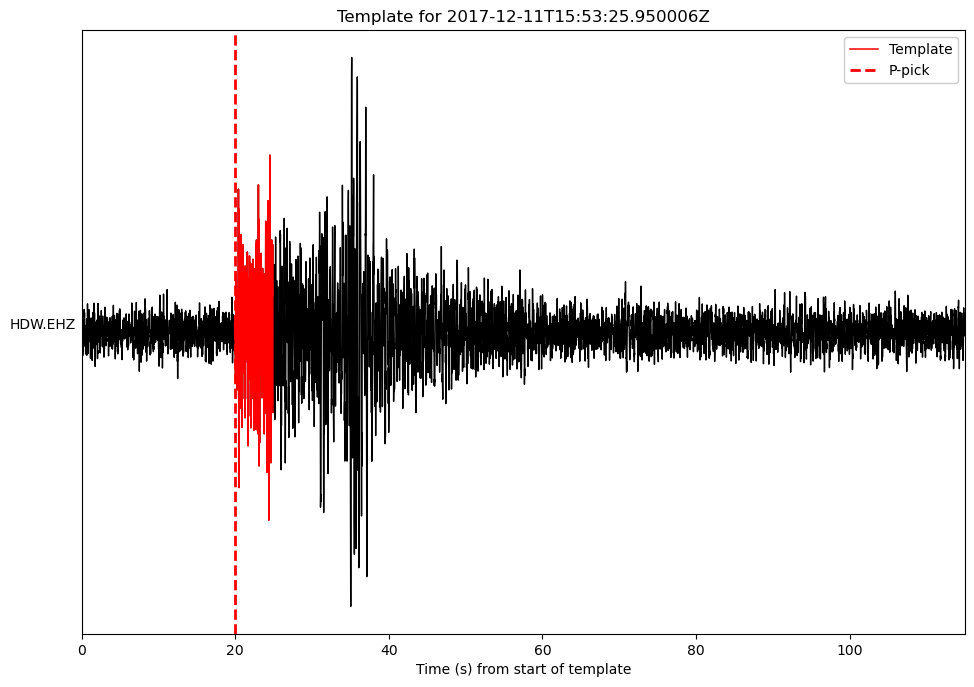 Template for 2017-12-11T15:53:25.950006Z
Template
P-pick
HDW.EHZ
0 20 40 60 80 100
Time (s) from start of template